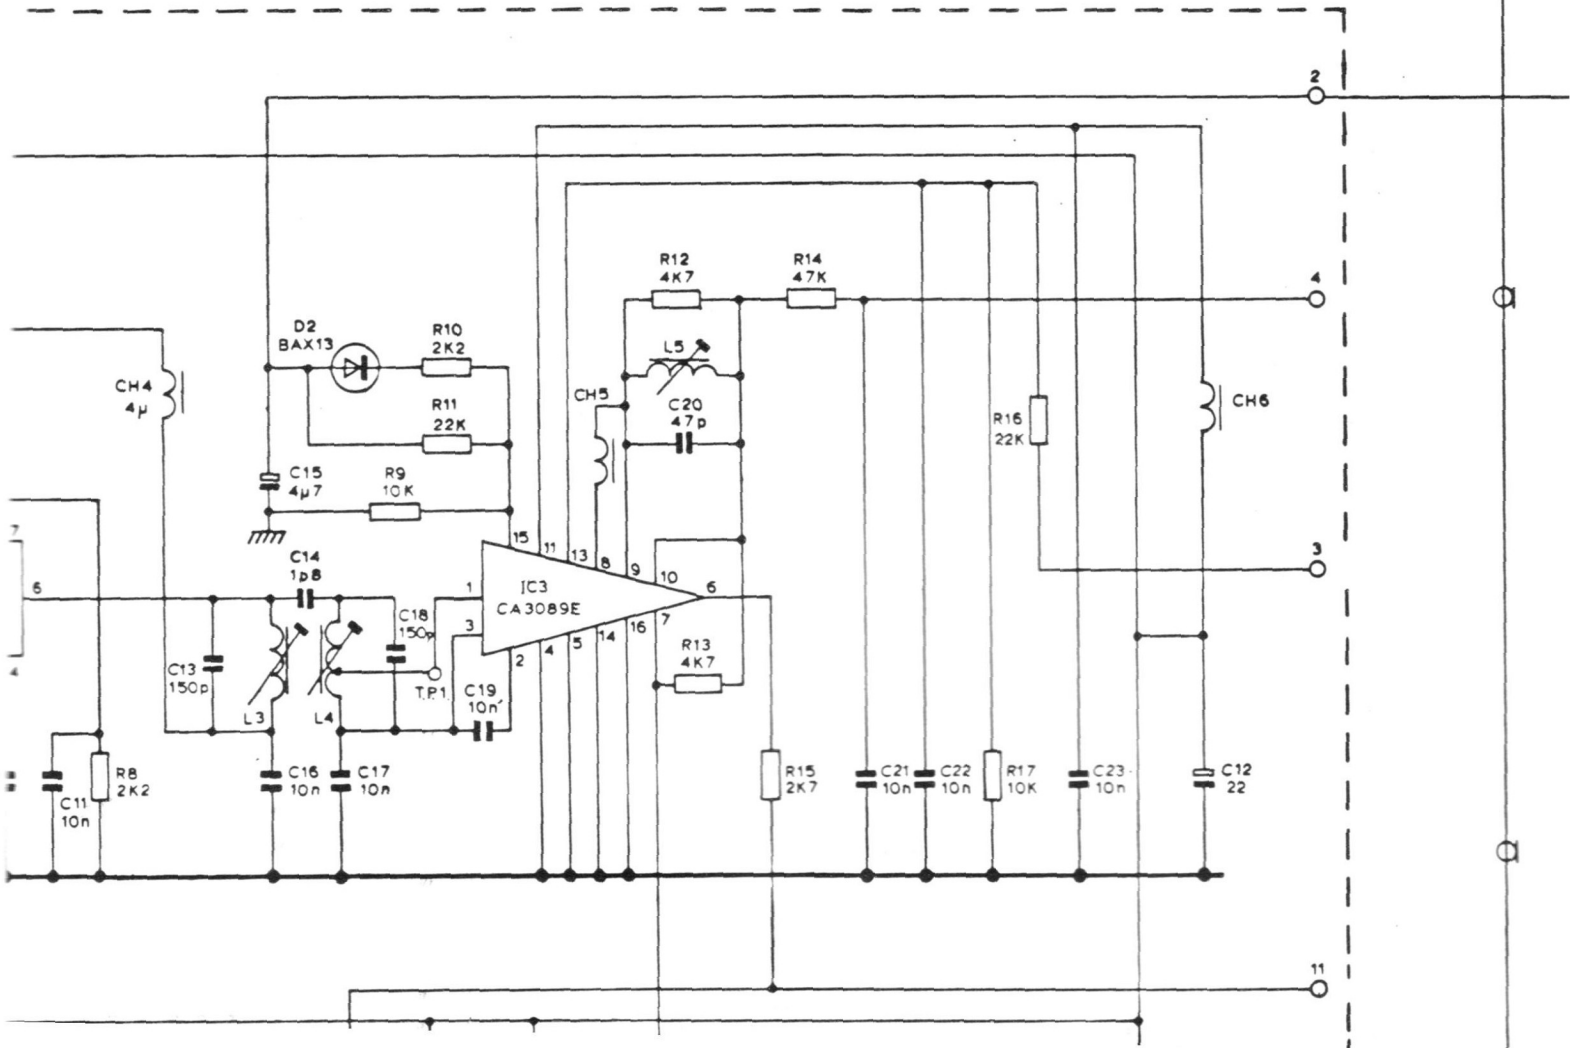 2
R12
4K7
R14
47K
4
D2
BAX13
R10
2K2
L5
CH4
4µ
R11
22K
CH5
C20
47p
R16
22K
CH6
C15
4µ7
R9
10K
7
15
11
13
8
9
10
3
C14
1p8
6
1
IC3
CA3089E
6
C18
150p
3
2
4
5
14
16
7
R13
4K7
4
C13
150p
T.P.1.
C19
10n
L3
L4
R8
2K2
C11
10n
C16
10n
C17
10n
R15
2K7
C21
10n
C22
10n
R17
10K
C23
10n
C12
22
11